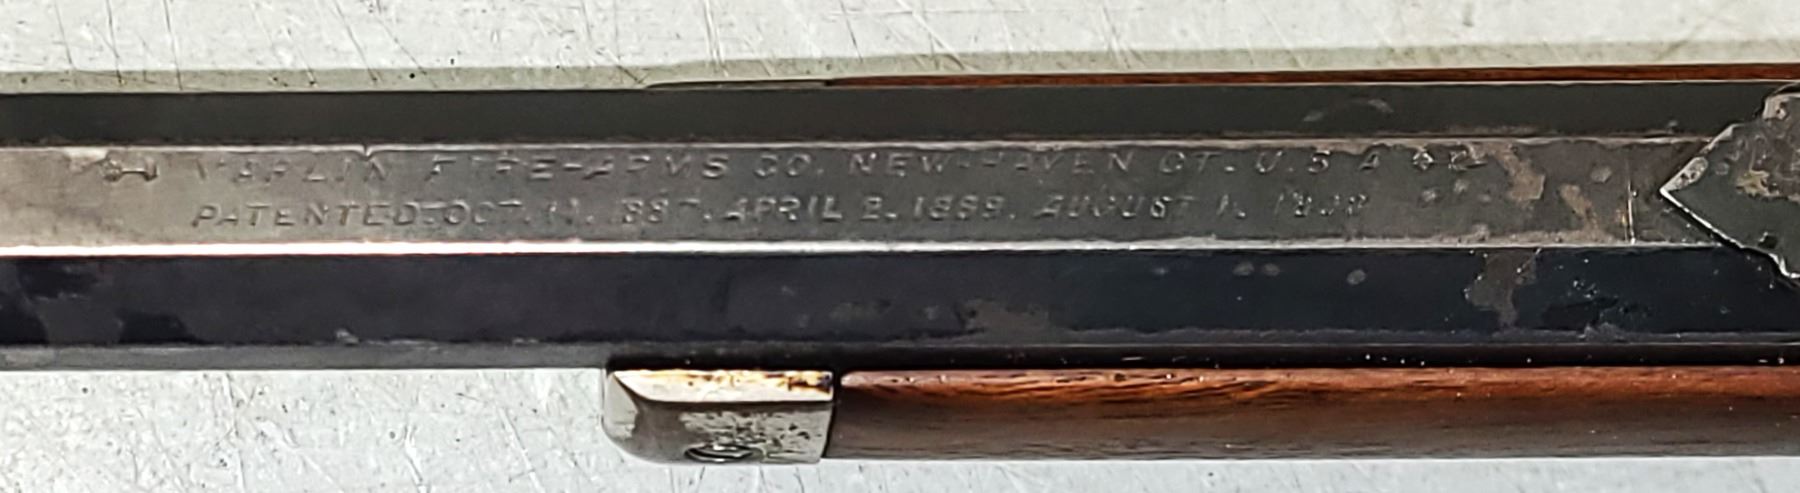 MARLIN FIRE-ARMS CO. NEW-HAVEN CT. U.S.A
PATENTED. OCT. 11. 1887. APRIL 2. 1889. AUGUST 1.